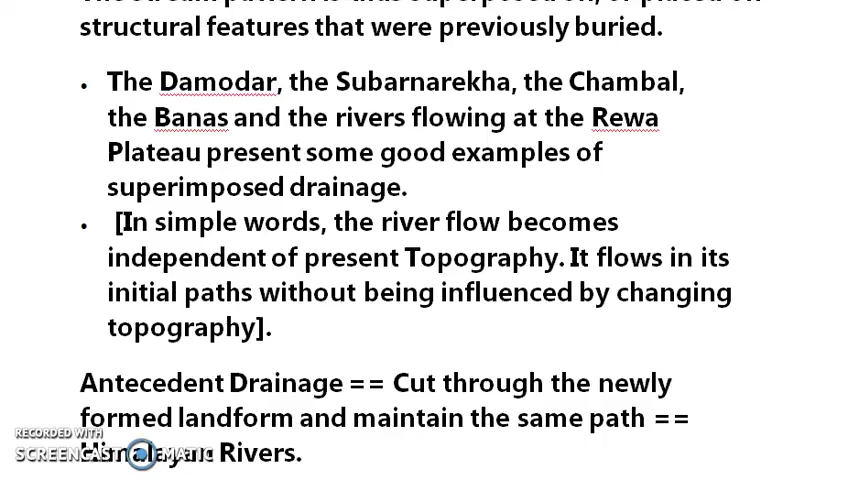 structural features that were previously buried.
• The Damodar, the Subarnarekha, the Chambal,
the Banas and the rivers flowing at the Rewa
Plateau present some good examples of
superimposed drainage.
• [In simple words, the river flow becomes
independent of present Topography. It flows in its
initial paths without being influenced by changing
topography].
Antecedent Drainage == Cut through the newly
formed landform and maintain the same path ==
RECORDED WITH
SCREENCAST-O-MATIC
Himalayan Rivers.